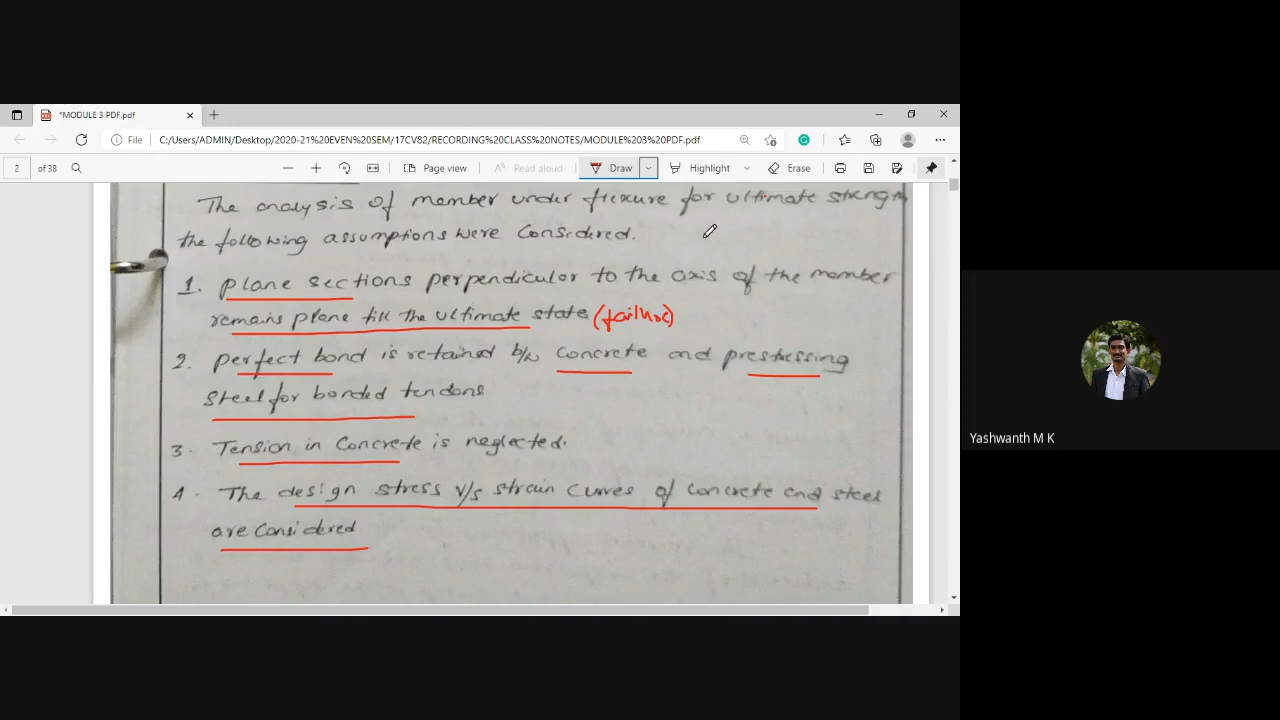 *MODULE 3 PDF.pdf
File
C:/Users/ADMIN/Desktop/2020-21%20EVEN%20SEM/17CV82/RECORDING%20CLASS%20NOTES/MODULE%203%20PDF.pdf
2 of 38
Page view
Read aloud
Draw
Highlight
Erase
The analysis of member under flexure for ultimate strength
the following assumptions were considered.
1. plane sections perpendicular to the axis of the member
remains plane till the ultimate state (failure)
2. perfect bond is retained b/w concrete and prestressing
steel for bonded tendons
3. Tension in concrete is neglected.
4. The design stress v/s strain curves of concrete and steel
are considered
Yashwanth M K